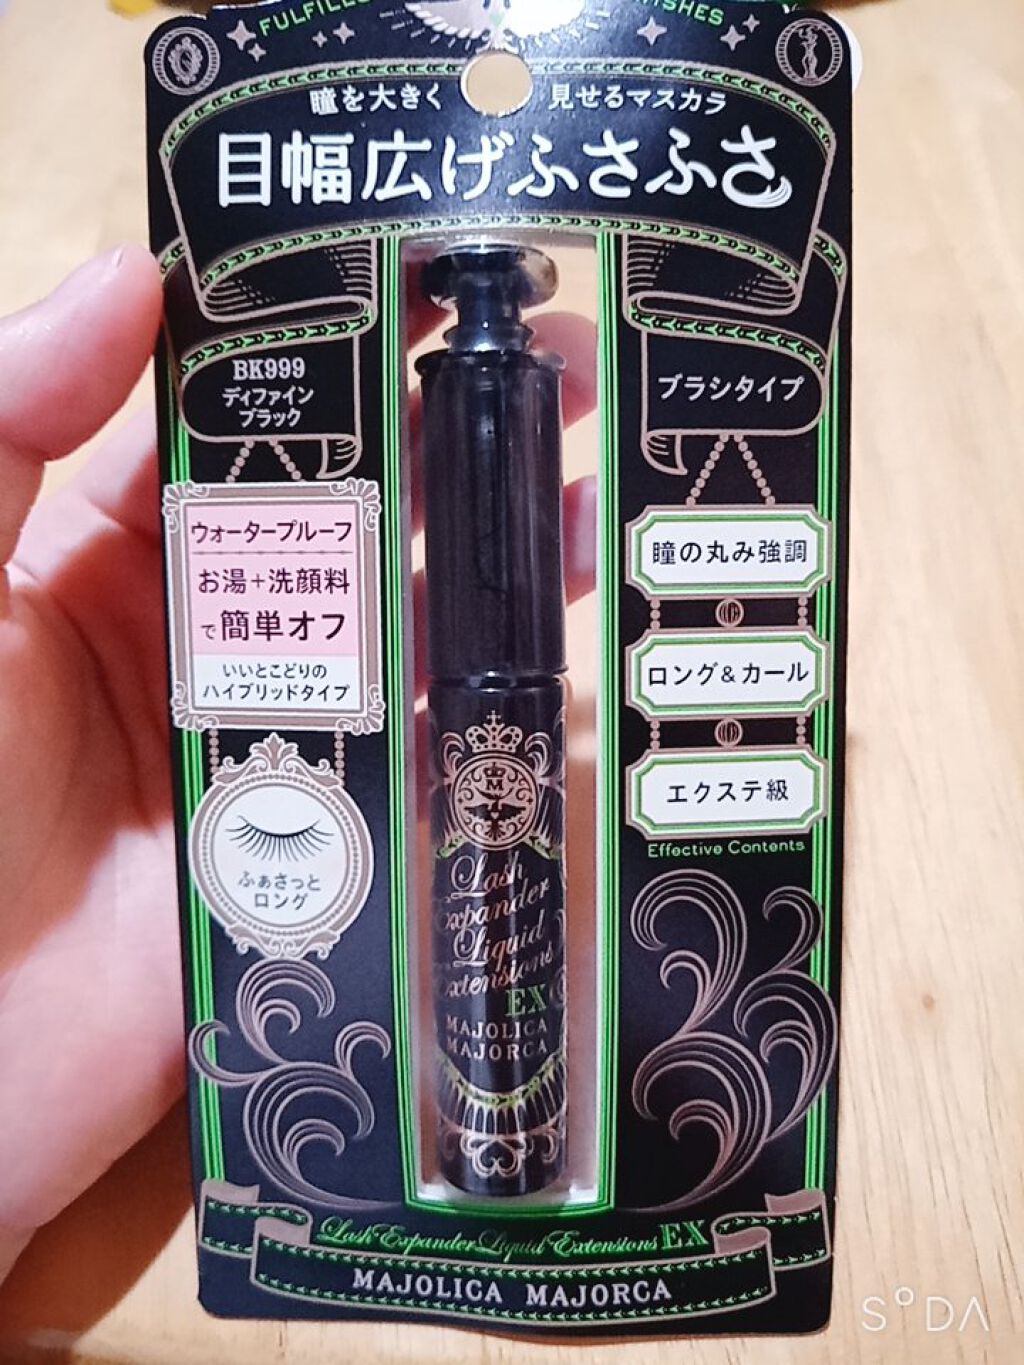 瞳を大きく 見せるマスカラ
目幅広げふさふさ
BK999
ディファイン
ブラック
ブラシタイプ
ウォータープルーフ
お湯+洗顔料
で簡単オフ
いいとこどりの
ハイブリッドタイプ
瞳の丸み強調
ロング&カール
エクステ級
Effective Contents
ふぁさっと
ロング
M
Lash
Expander
Liquid
Extensions
EX
MAJOLICA
MAJORCA
Lash Expander Liquid Extensions EX
MAJOLICA MAJORCA
SODA